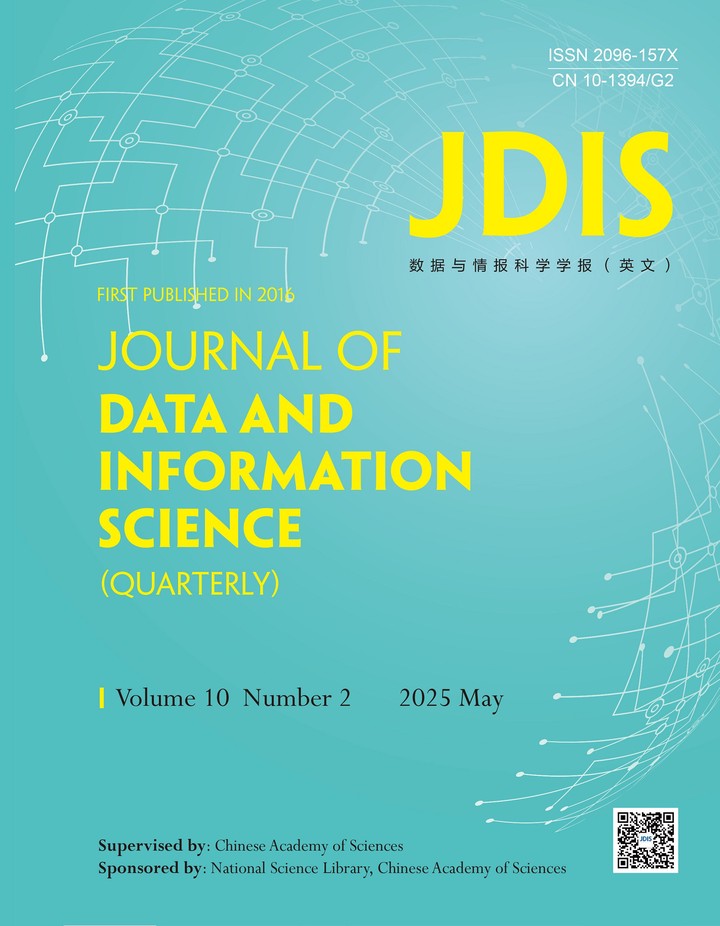 ISSN 2096-157X
CN 10-1394/G2
JDIS
数据与情报科学学报（英文）
FIRST PUBLISHED IN 2016
JOURNAL OF
DATA AND
INFORMATION
SCIENCE
(QUARTERLY)
Volume 10 Number 2 2025 May
Supervised by: Chinese Academy of Sciences
Sponsored by: National Science Library, Chinese Academy of Sciences
JDIS